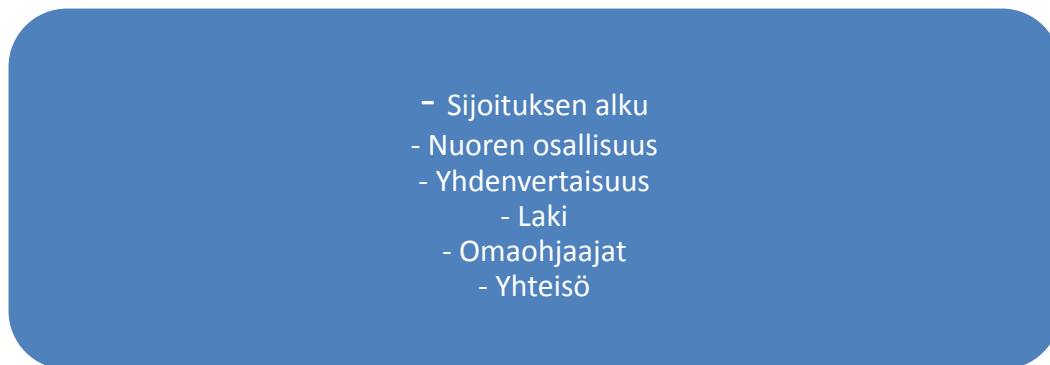 - Sijoituksen alku
- Nuoren osallisuus
- Yhdenvertaisuus
- Laki
- Omaohjaajat
- Yhteisö